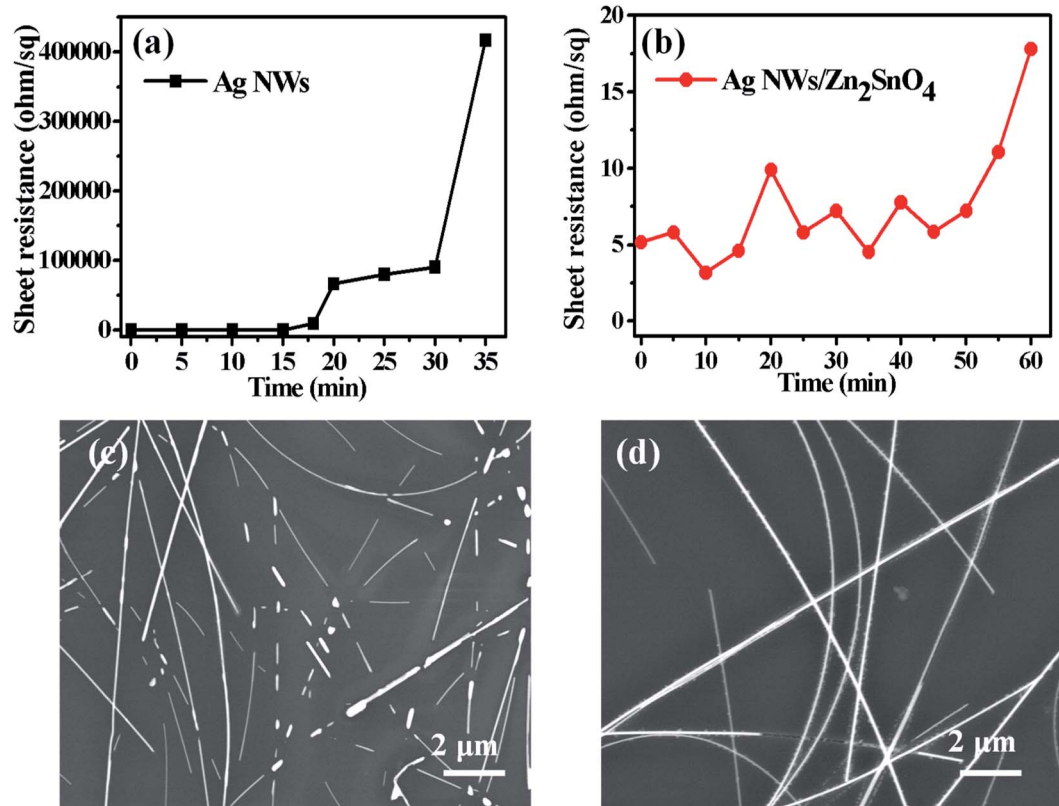 (a)
Ag NWs
Sheet resistance (ohm/sq)
400000
300000
200000
100000
0
0 5 10 15 20 25 30 35
Time (min)
(b)
Ag NWs/Zn₂SnO₄
Sheet resistance (ohm/sq)
20
15
10
5
0
0 10 20 30 40 50 60
Time (min)
(c)
2 μm
(d)
2 μm